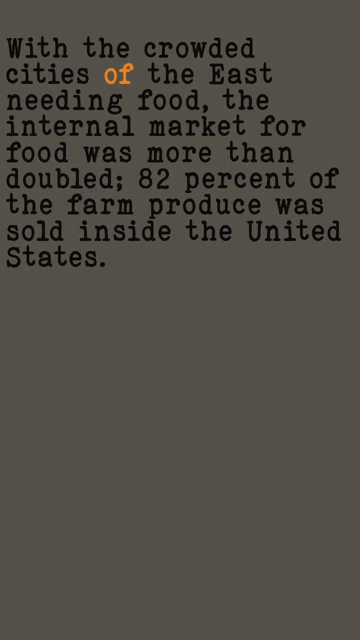 With the crowded
cities of the East
needing food, the
internal market for
food was more than
doubled; 82 percent of
the farm produce was
sold inside the United
States.